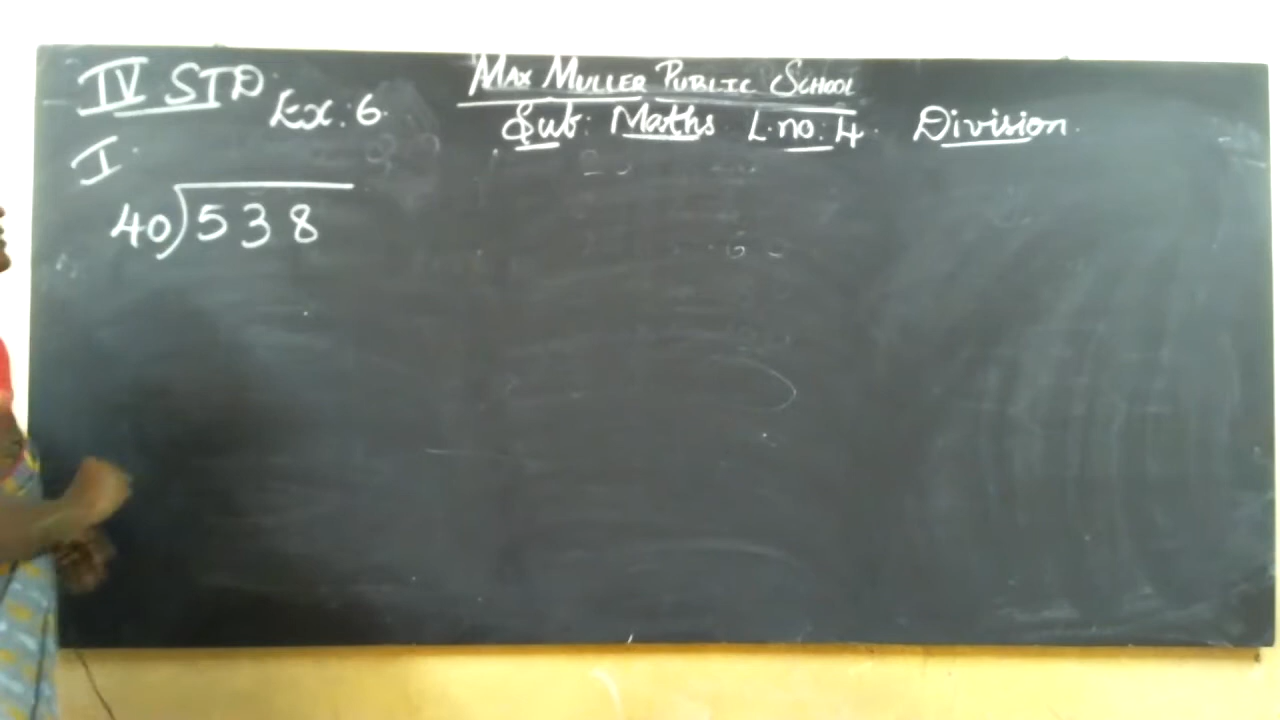 MAX MULLER PUBLIC SCHOOL
IV STD Ex: 6.
Sub: Maths L.no: 4. Division.
I.
40)538